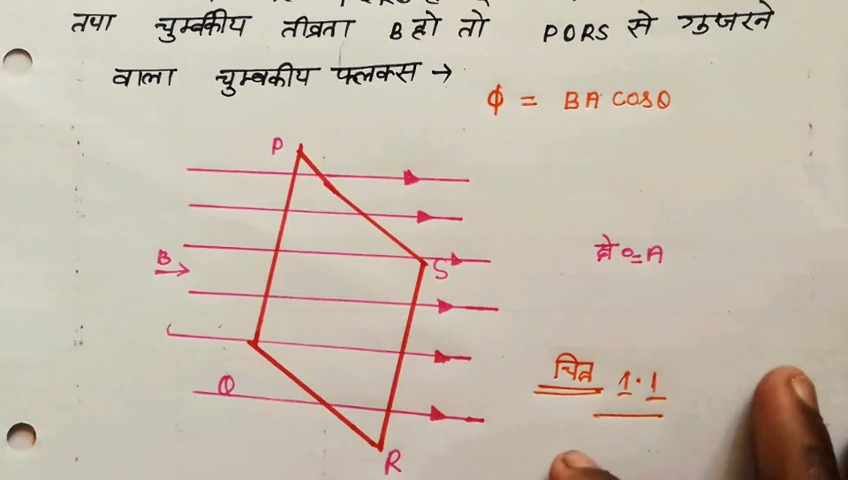 तथा चुम्बकीय तीव्रता B हो तो PQRS से गुजरने
वाला चुम्बकीय फ्लक्स →
φ = BA cosθ
P
B
S
क्षे० = A
चित्र 1.1
Q
R